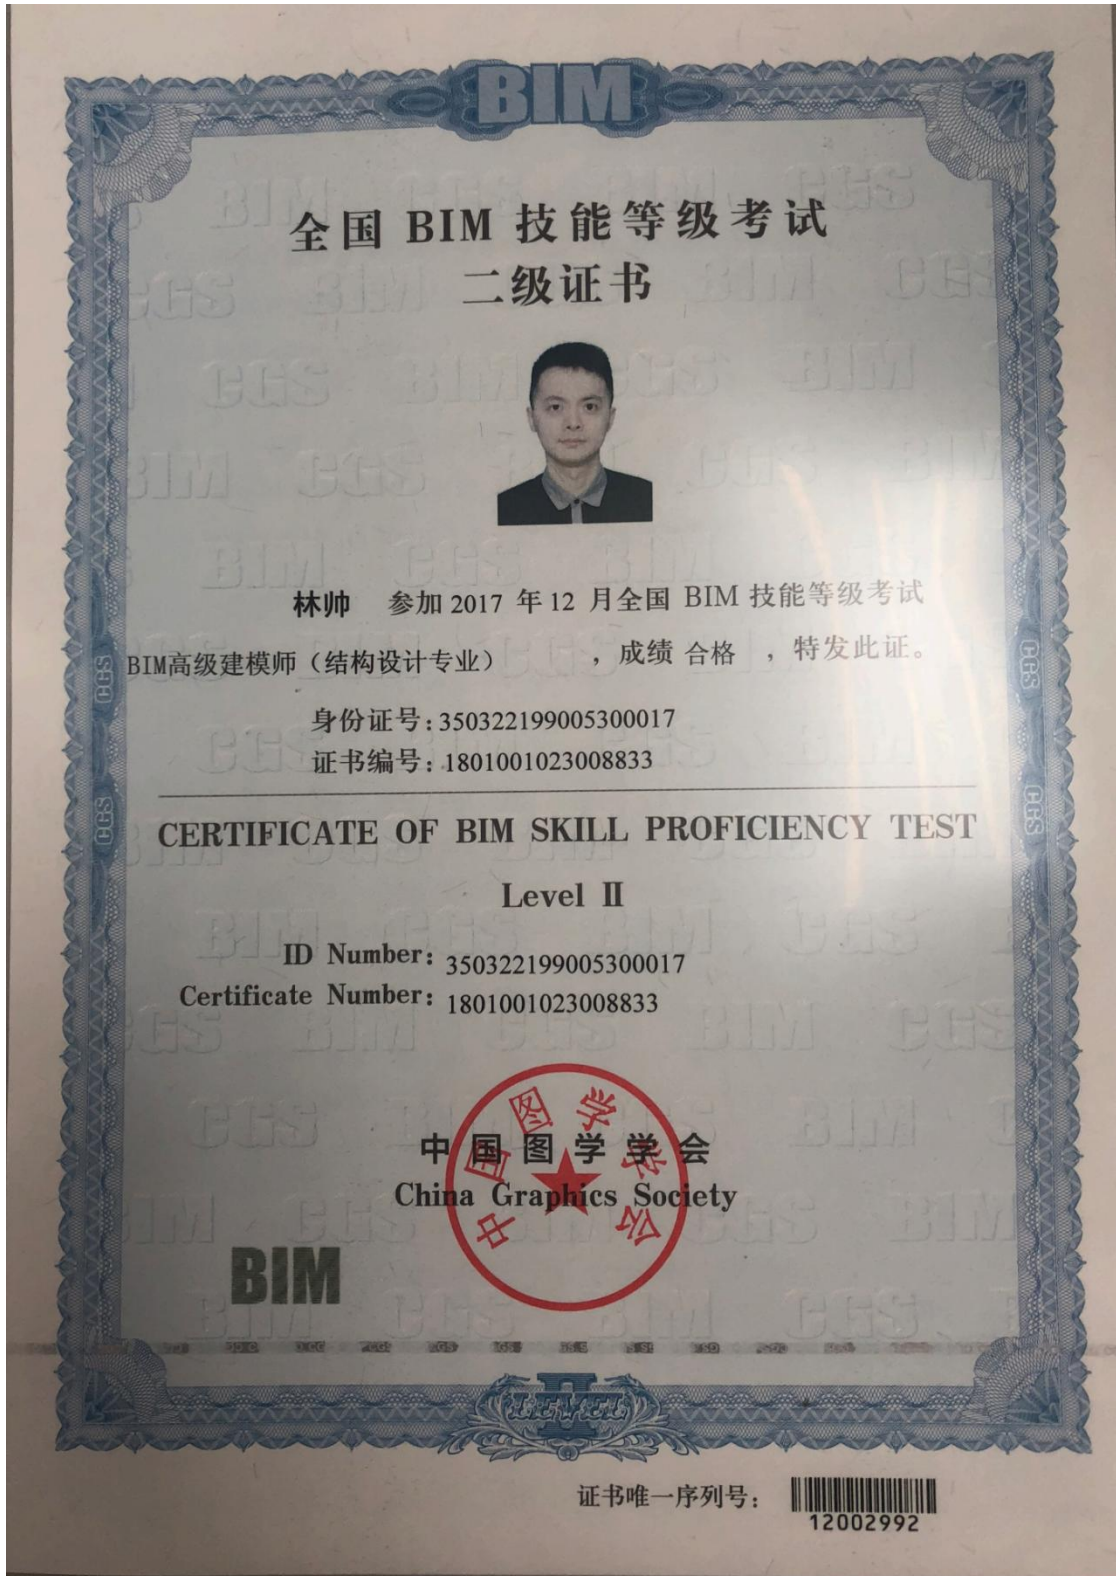 BIM
全国 BIM 技能等级考试
二级证书
林帅 参加 2017 年 12 月全国 BIM 技能等级考试
BIM高级建模师（结构设计专业） ，成绩 合格 ，特发此证。
身份证号：350322199005300017
证书编号：1801001023008833
CERTIFICATE OF BIM SKILL PROFICIENCY TEST
Level Ⅱ
ID Number: 350322199005300017
Certificate Number: 1801001023008833
中国图学学会
China Graphics Society
中国图学学会
BIM
Ⅱ
LEVEL
证书唯一序列号：
12002992
CGS
CGS
CGS
CGS